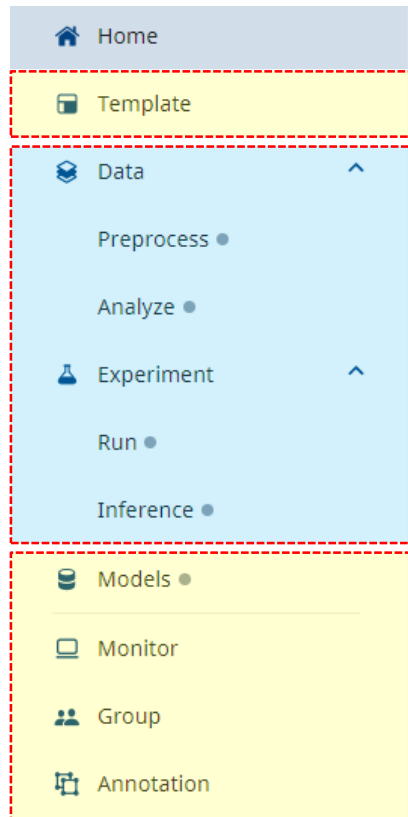 Home
Template
Data
Preprocess
Analyze
Experiment
Run
Inference
Models
Monitor
Group
Annotation